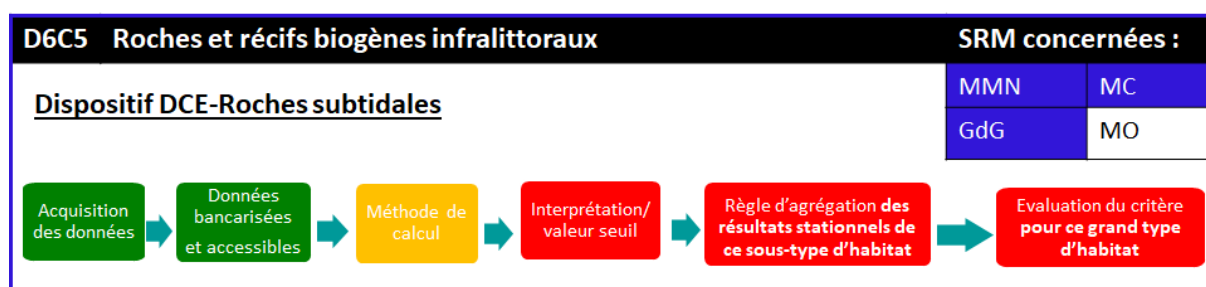 D6C5 Roches et récifs biogènes infralittoraux
SRM concernées :
Dispositif DCE-Roches subtidales
MMN MC
GdG MO
Acquisition
des données
Données
bancarisées
et accessibles
Méthode de
calcul
Interprétation/
valeur seuil
Règle d'agrégation des
résultats stationnels de
ce sous-type d'habitat
Evaluation du critère
pour ce grand type
d'habitat